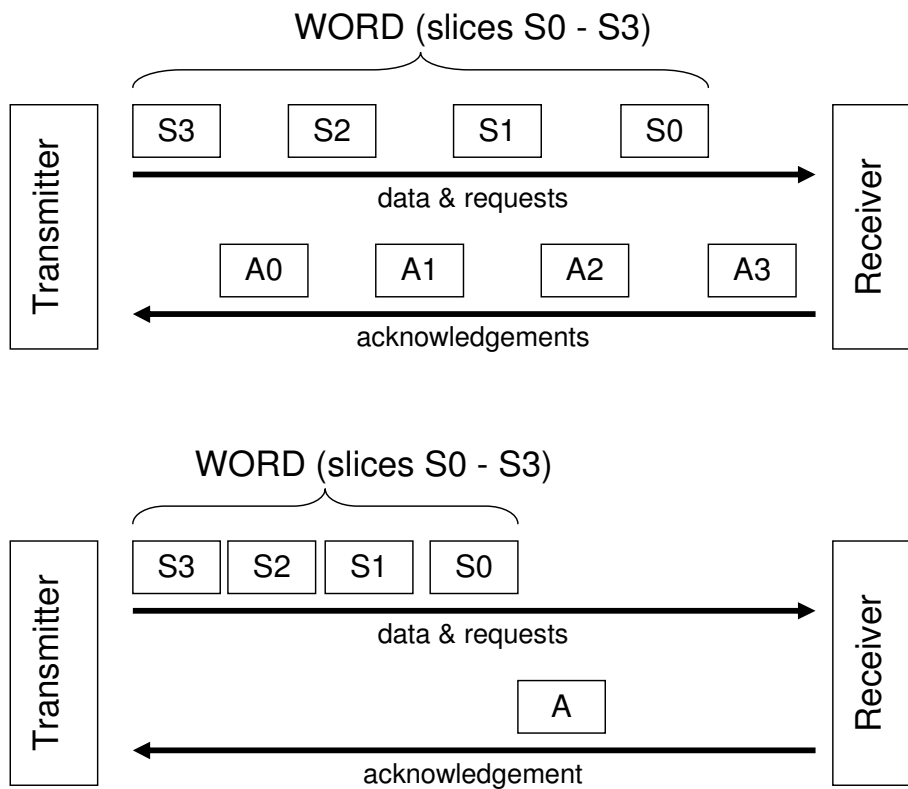 WORD (slices S0 - S3)
Transmitter
S3 S2 S1 S0
Receiver
data & requests
A0 A1 A2 A3
acknowledgements
WORD (slices S0 - S3)
Transmitter
S3 S2 S1 S0
Receiver
data & requests
A
acknowledgement